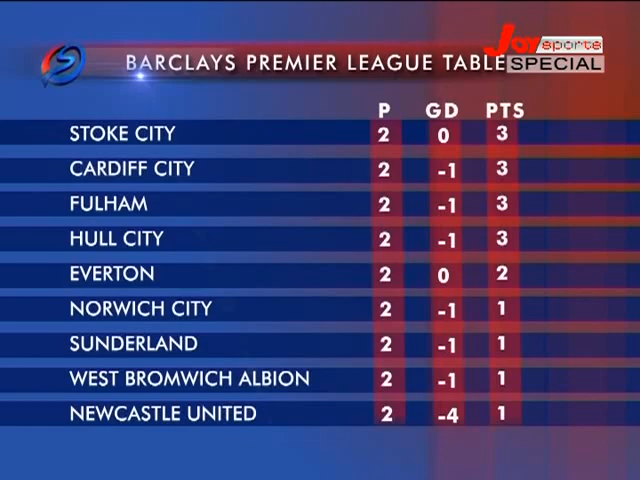 Joy sports
BARCLAYS PREMIER LEAGUE TABLE SPECIAL
P GD PTS
STOKE CITY 2 0 3
CARDIFF CITY 2 -1 3
FULHAM 2 -1 3
HULL CITY 2 -1 3
EVERTON 2 0 2
NORWICH CITY 2 -1 1
SUNDERLAND 2 -1 1
WEST BROMWICH ALBION 2 -1 1
NEWCASTLE UNITED 2 -4 1